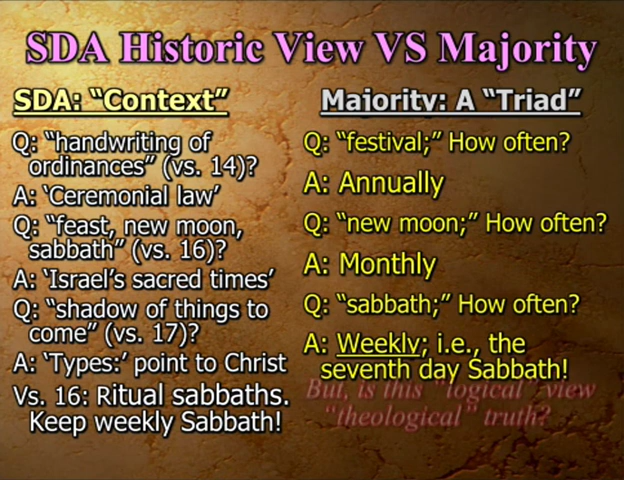 SDA Historic View VS Majority
SDA: “Context”
Q: “handwriting of
ordinances” (vs. 14)?
A: ‘Ceremonial law’
Q: “feast, new moon,
sabbath” (vs. 16)?
A: ‘Israel’s sacred times’
Q: “shadow of things to
come” (vs. 17)?
A: ‘Types:’ point to Christ
Vs. 16: Ritual sabbaths.
Keep weekly Sabbath!
Majority: A “Triad”
Q: “festival;” How often?
A: Annually
Q: “new moon;” How often?
A: Monthly
Q: “sabbath;” How often?
A: Weekly; i.e., the
seventh day Sabbath!
But, is this “logical” view
“theological” truth?